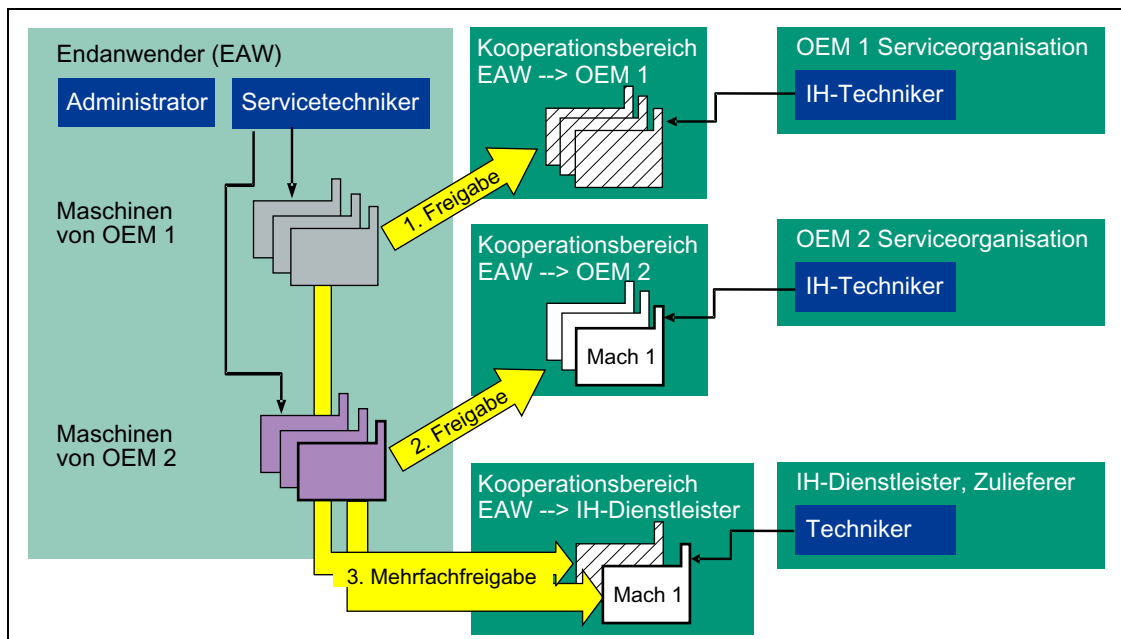 Endanwender (EAW)
Administrator
Servicetechniker
Maschinen
von OEM 1
Maschinen
von OEM 2
1. Freigabe
2. Freigabe
3. Mehrfachfreigabe
Kooperationsbereich
EAW --> OEM 1
Kooperationsbereich
EAW --> OEM 2
Mach 1
Kooperationsbereich
EAW --> IH-Dienstleister
Mach 1
OEM 1 Serviceorganisation
IH-Techniker
OEM 2 Serviceorganisation
IH-Techniker
IH-Dienstleister, Zulieferer
Techniker